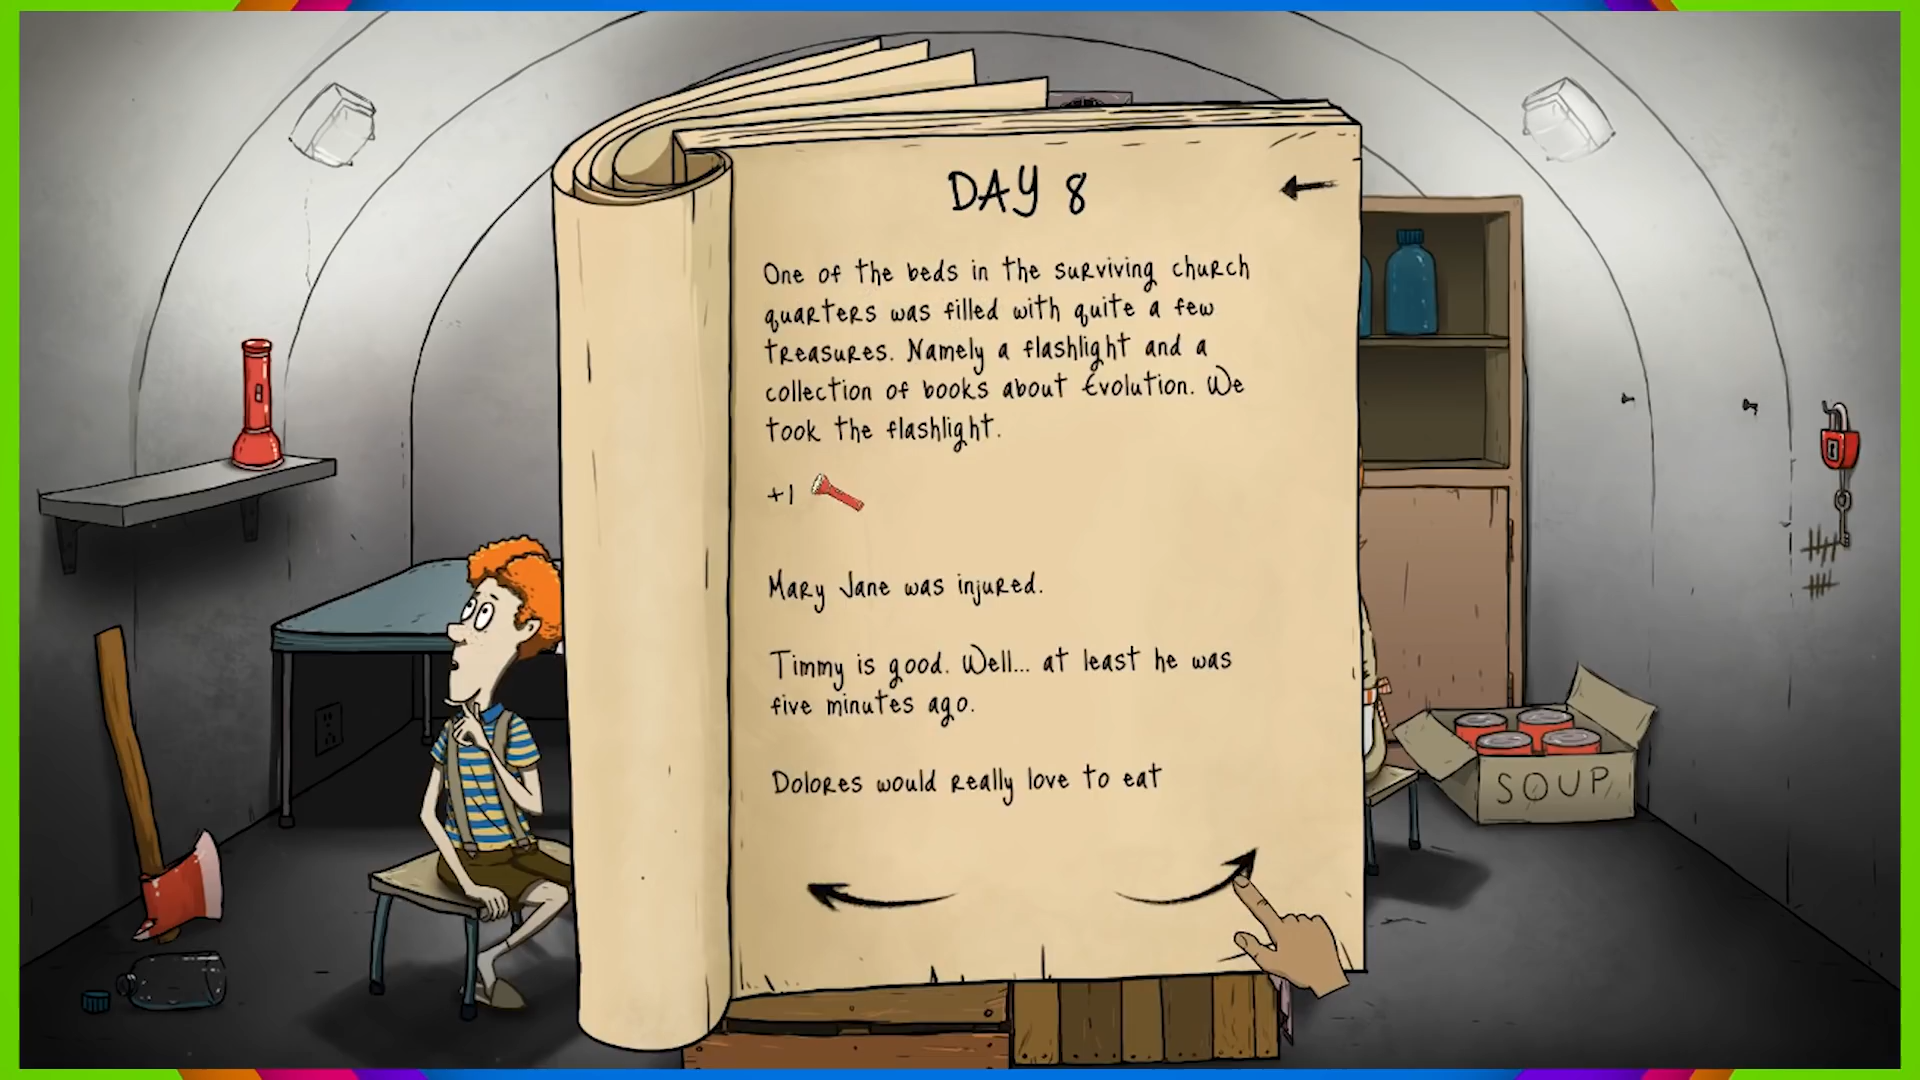 DAY 8
One of the beds in the surviving church
quarters was filled with quite a few
treasures. Namely a flashlight and a
collection of books about Evolution. We
took the flashlight.
+1
Mary Jane was injured.
Timmy is good. Well... at least he was
five minutes ago.
Dolores would really love to eat
SOUP